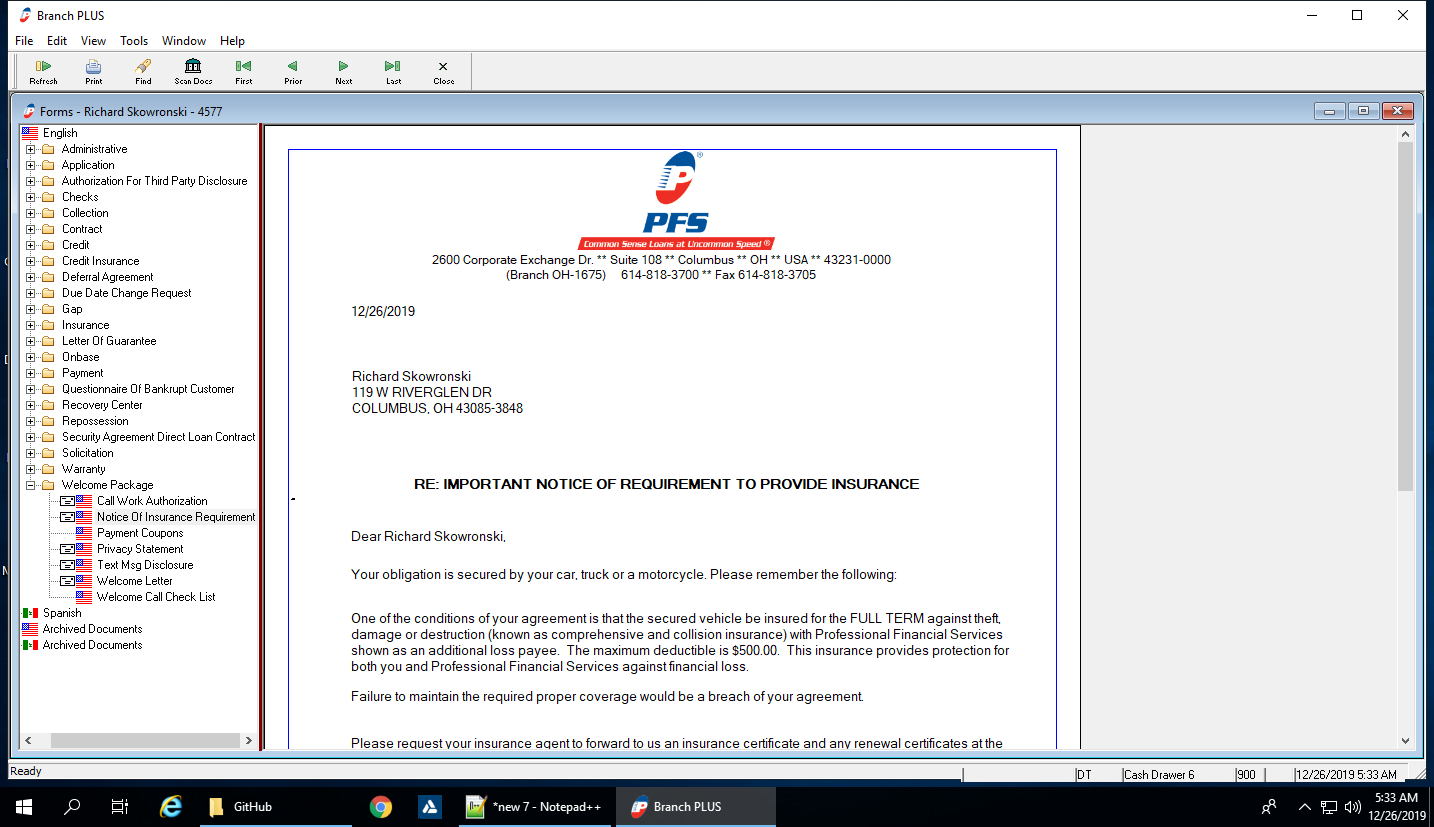 Branch PLUS
File Edit View Tools Window Help
Refresh Print Find Scan Docs First Prior Next Last Close
Forms - Richard Skowronski - 4577
English
Administrative
Application
Authorization For Third Party Disclosure
Checks
Collection
Contract
Credit
Credit Insurance
Deferral Agreement
Due Date Change Request
Gap
Insurance
Letter Of Guarantee
Onbase
Payment
Questionnaire Of Bankrupt Customer
Recovery Center
Repossession
Security Agreement Direct Loan Contract
Solicitation
Warranty
Welcome Package
Call Work Authorization
Notice Of Insurance Requirement
Payment Coupons
Privacy Statement
Text Msg Disclosure
Welcome Letter
Welcome Call Check List
Spanish
Archived Documents
Archived Documents
P ®
PFS
Common Sense Loans at Uncommon Speed ®
2600 Corporate Exchange Dr. ** Suite 108 ** Columbus ** OH ** USA ** 43231-0000
(Branch OH-1675) 614-818-3700 ** Fax 614-818-3705
12/26/2019
Richard Skowronski
119 W RIVERGLEN DR
COLUMBUS, OH 43085-3848
RE: IMPORTANT NOTICE OF REQUIREMENT TO PROVIDE INSURANCE
Dear Richard Skowronski,
Your obligation is secured by your car, truck or a motorcycle. Please remember the following:
One of the conditions of your agreement is that the secured vehicle be insured for the FULL TERM against theft,
damage or destruction (known as comprehensive and collision insurance) with Professional Financial Services
shown as an additional loss payee. The maximum deductible is $500.00. This insurance provides protection for
both you and Professional Financial Services against financial loss.
Failure to maintain the required proper coverage would be a breach of your agreement.
Please request your insurance agent to forward to us an insurance certificate and any renewal certificates at the
Ready DT Cash Drawer 6 900 12/26/2019 5:33 AM
GitHub *new 7 - Notepad++ Branch PLUS 5:33 AM
12/26/2019